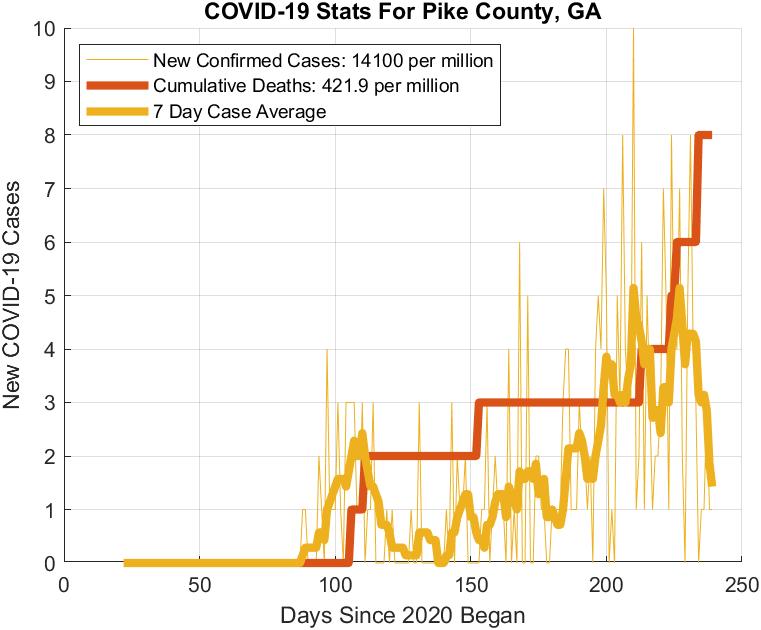 COVID-19 Stats For Pike County, GA
New Confirmed Cases: 14100 per million
Cumulative Deaths: 421.9 per million
7 Day Case Average
New COVID-19 Cases
10
9
8
7
6
5
4
3
2
1
0
0 50 100 150 200 250
Days Since 2020 Began